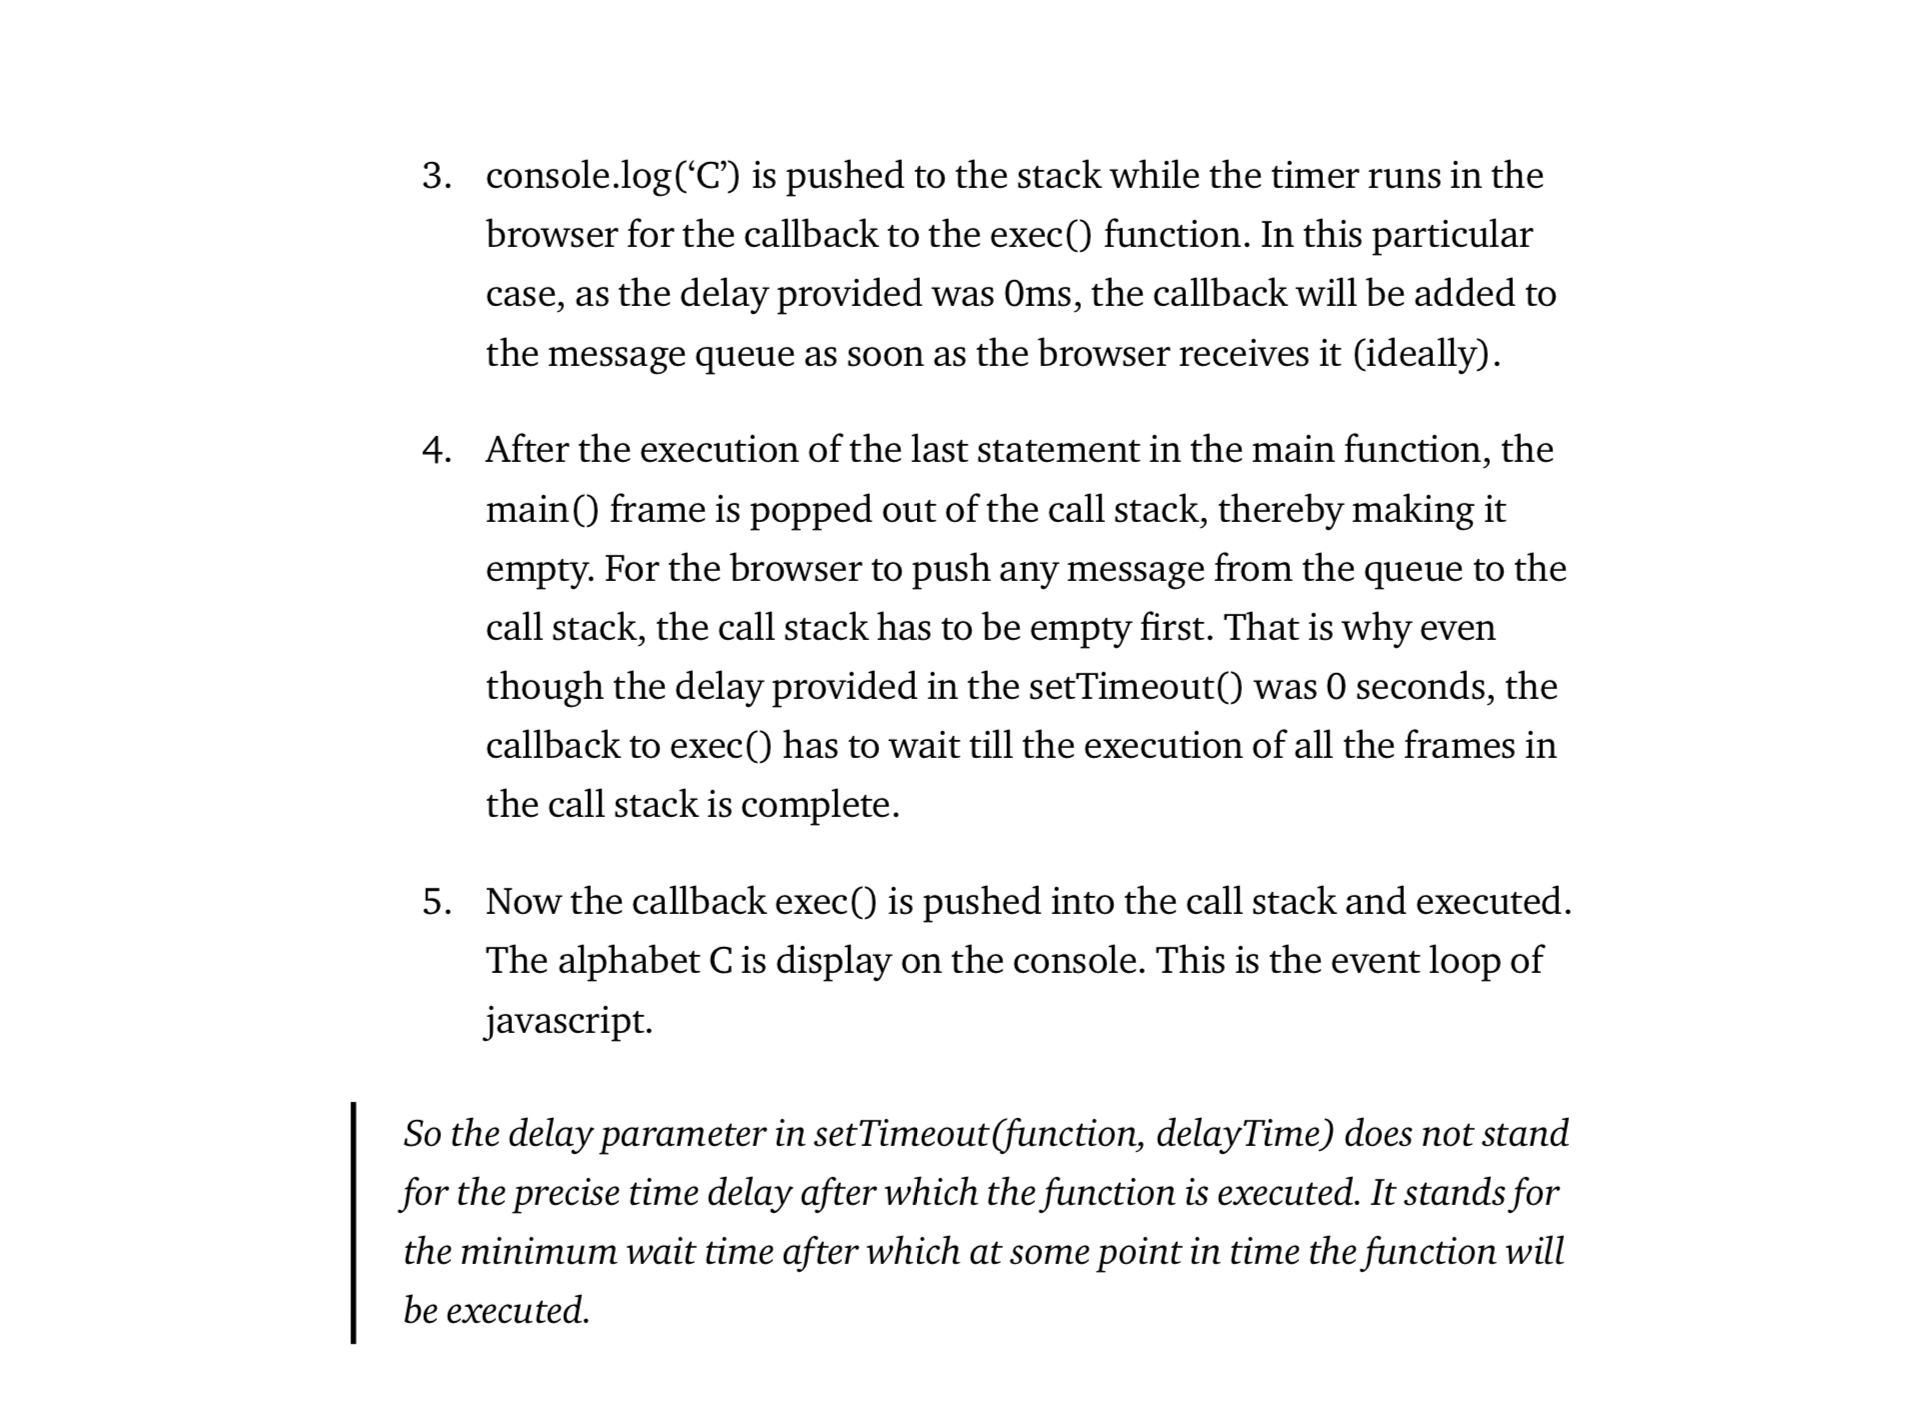 3. console.log(‘C’) is pushed to the stack while the timer runs in the
browser for the callback to the exec() function. In this particular
case, as the delay provided was 0ms, the callback will be added to
the message queue as soon as the browser receives it (ideally).
4. After the execution of the last statement in the main function, the
main() frame is popped out of the call stack, thereby making it
empty. For the browser to push any message from the queue to the
call stack, the call stack has to be empty first. That is why even
though the delay provided in the setTimeout() was 0 seconds, the
callback to exec() has to wait till the execution of all the frames in
the call stack is complete.
5. Now the callback exec() is pushed into the call stack and executed.
The alphabet C is display on the console. This is the event loop of
javascript.
So the delay parameter in setTimeout(function, delayTime) does not stand
for the precise time delay after which the function is executed. It stands for
the minimum wait time after which at some point in time the function will
be executed.